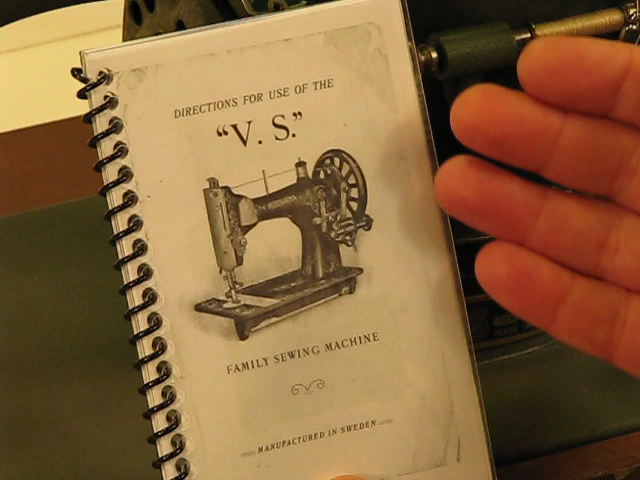 DIRECTIONS FOR USE OF THE
"V. S."
FAMILY SEWING MACHINE
MANUFACTURED IN SWEDEN